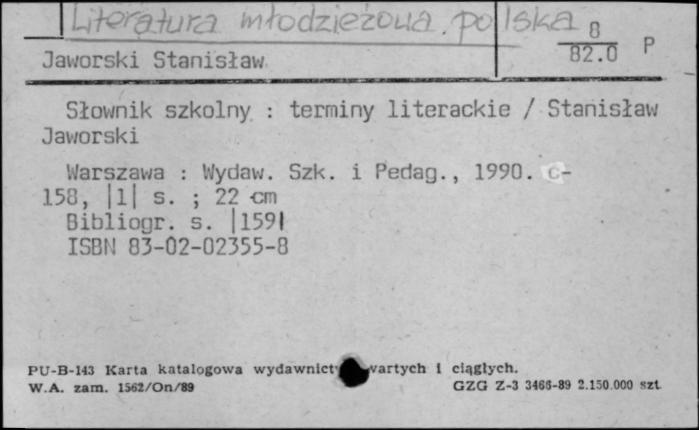 Literatura młodzieżowa polska
8
82.0 P
Jaworski Stanisław
Słownik szkolny : terminy literackie / Stanisław
Jaworski
Warszawa : Wydaw. Szk. i Pedag., 1990. c-
158, |1| s. ; 22 cm
Bibliogr. s. |159|
ISBN 83-02-02355-8
PU-B-143 Karta katalogowa wydawnict wartych i ciągłych.
W.A. zam. 1562/On/89 GZG Z-3 3466-89 2.150.000 szt.